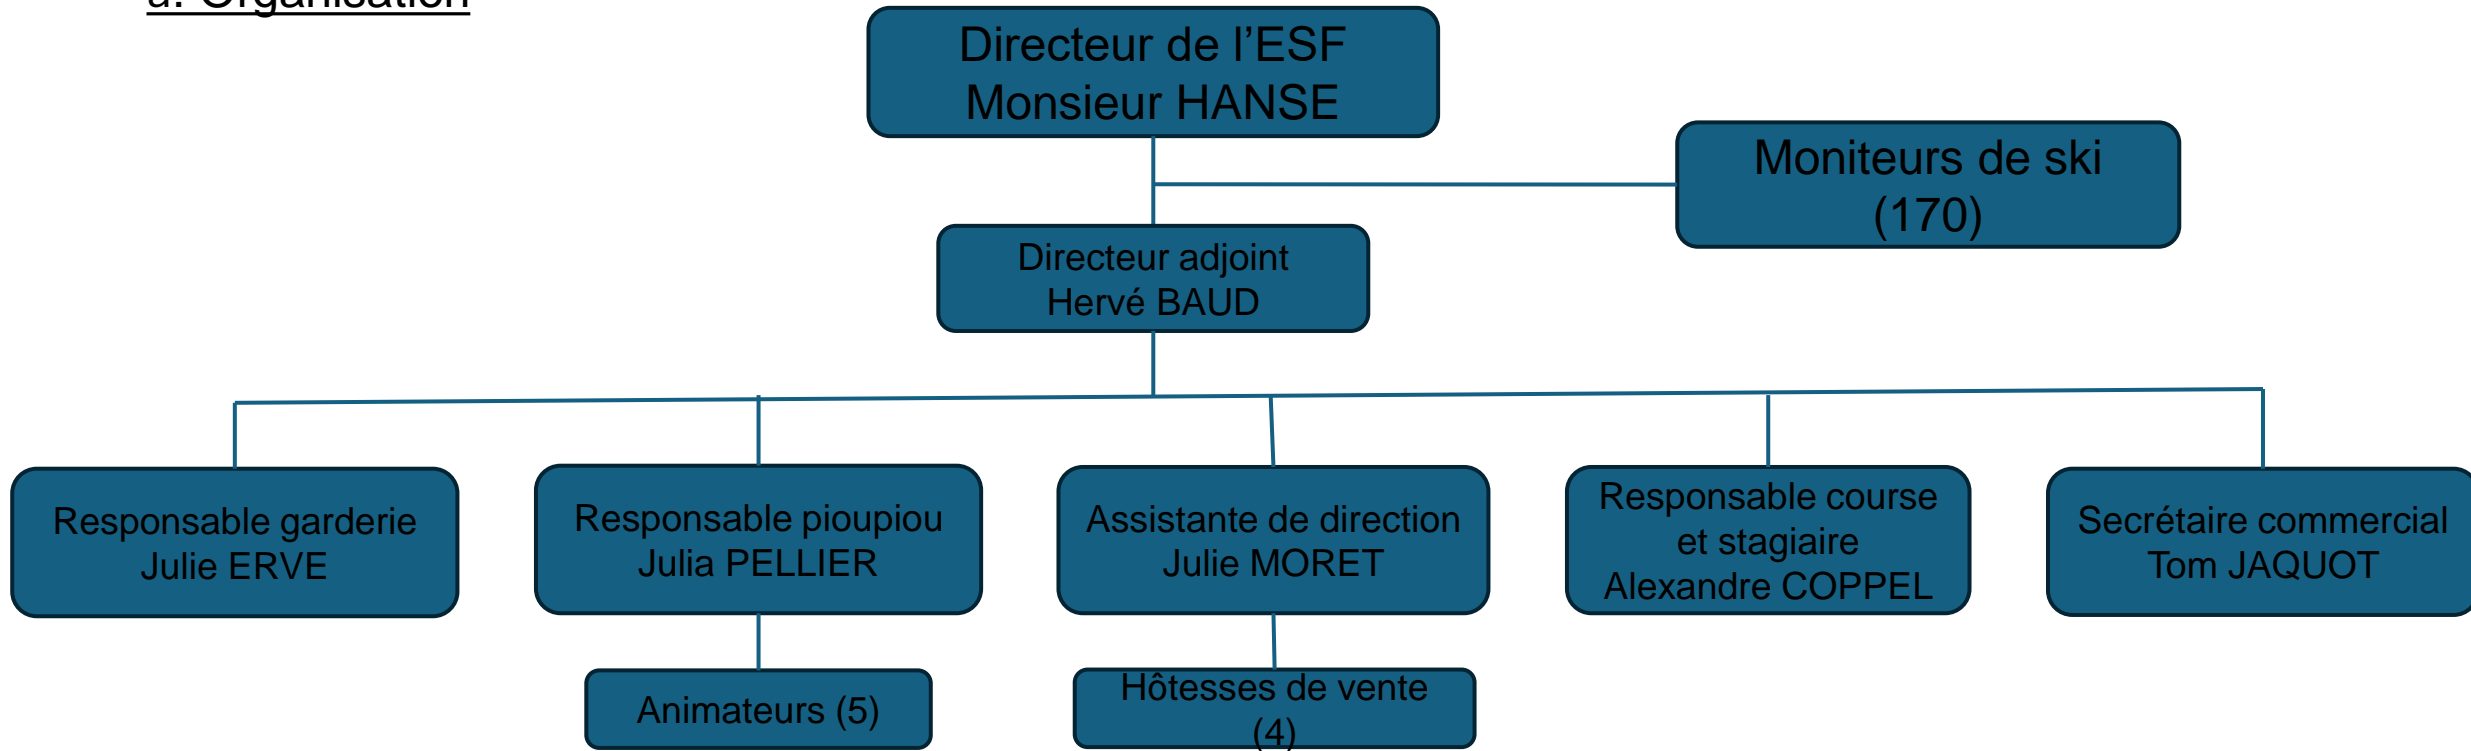 Organisation
Directeur de l’ESF
Monsieur HANSE
Moniteurs de ski
(170)
Directeur adjoint
Hervé BAUD
Responsable garderie
Julie ERVE
Responsable pioupiou
Julia PELLIER
Assistante de direction
Julie MORET
Responsable course
et stagiaire
Alexandre COPPEL
Secrétaire commercial
Tom JAQUOT
Animateurs (5)
Hôtesses de vente
(4)